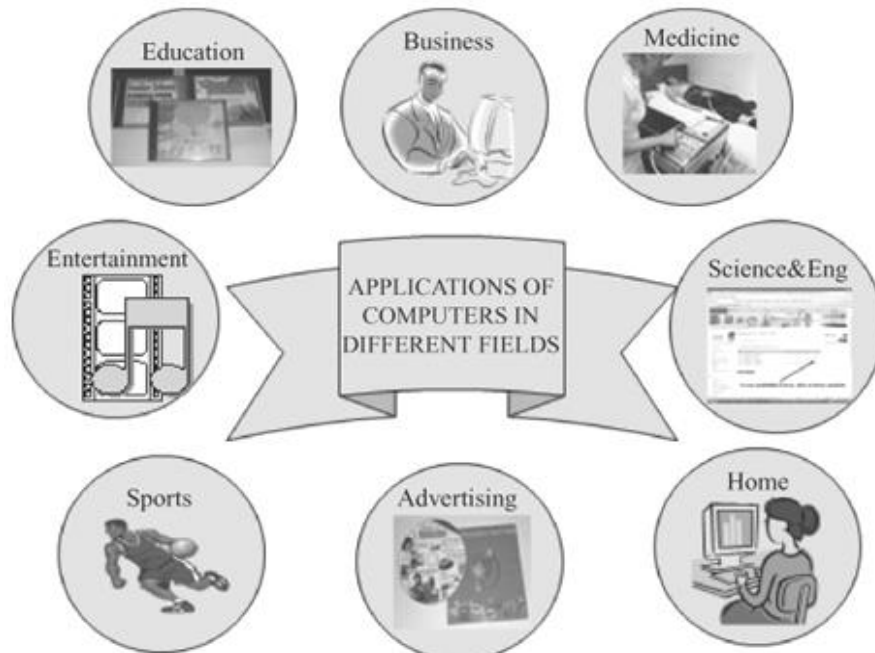 Education
Business
Medicine
Entertainment
APPLICATIONS OF
COMPUTERS IN
DIFFERENT FIELDS
Science&Eng
Sports
Advertising
Home